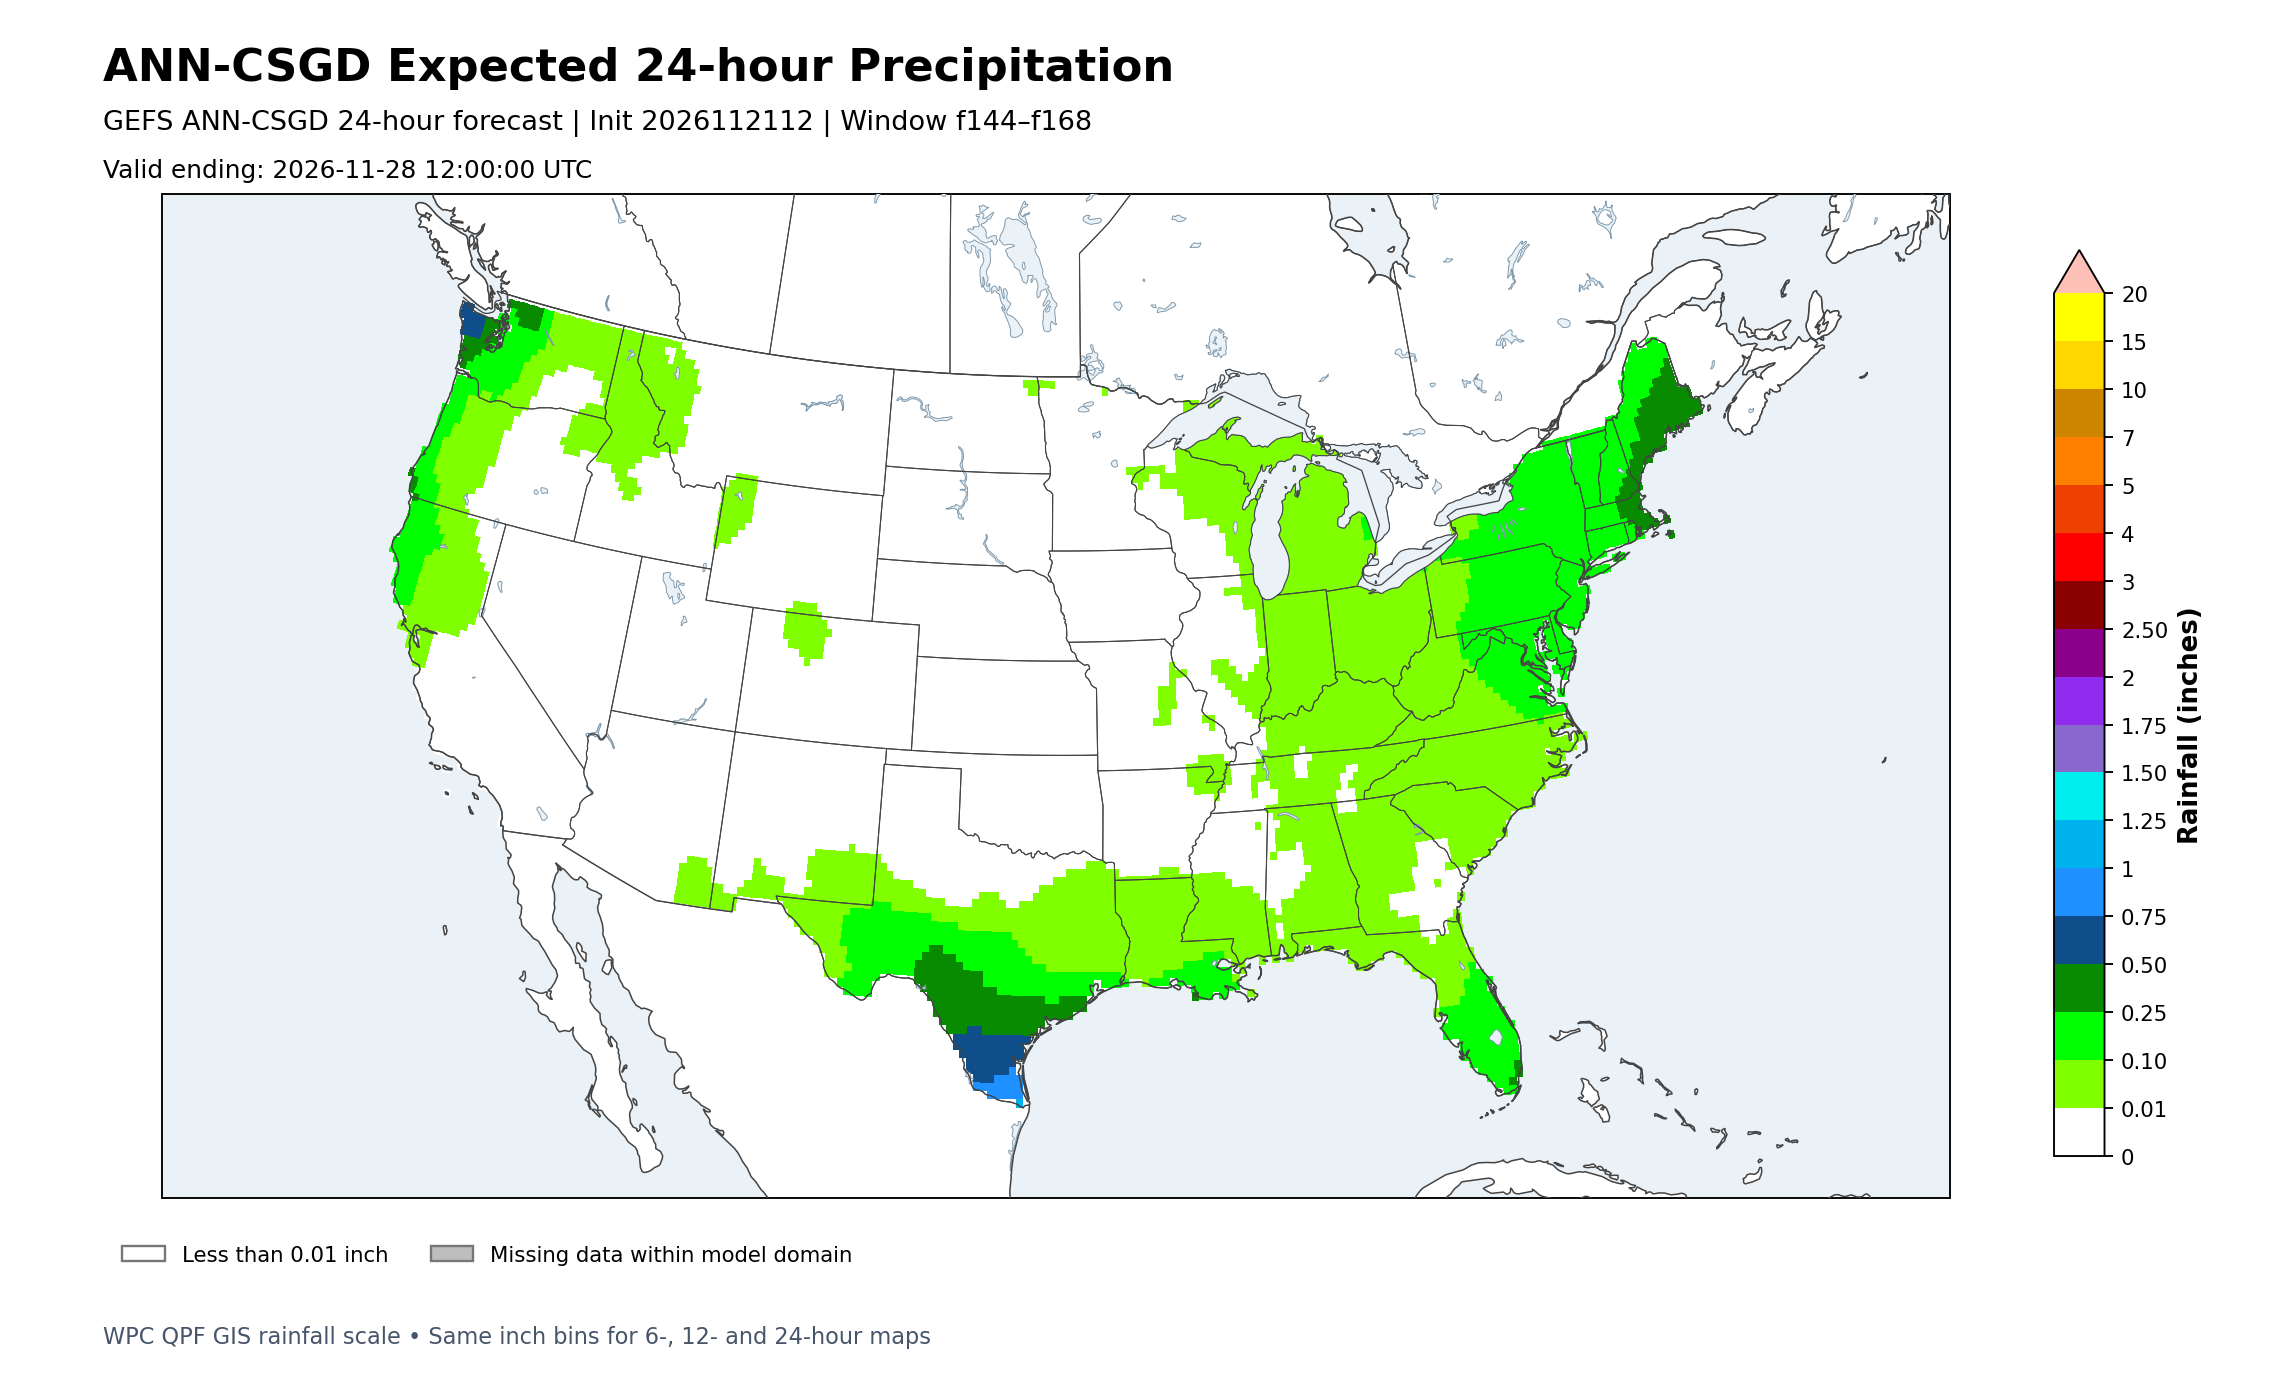 ANN-CSGD Expected 24-hour Precipitation
GEFS ANN-CSGD 24-hour forecast | Init 2026112112 | Window f144–f168
Valid ending: 2026-11-28 12:00:00 UTC
20
15
10
7
5
4
3
2.50
2
1.75
1.50
1.25
1
0.75
0.50
0.25
0.10
0.01
0
Rainfall (inches)
Less than 0.01 inch
Missing data within model domain
WPC QPF GIS rainfall scale • Same inch bins for 6-, 12- and 24-hour maps